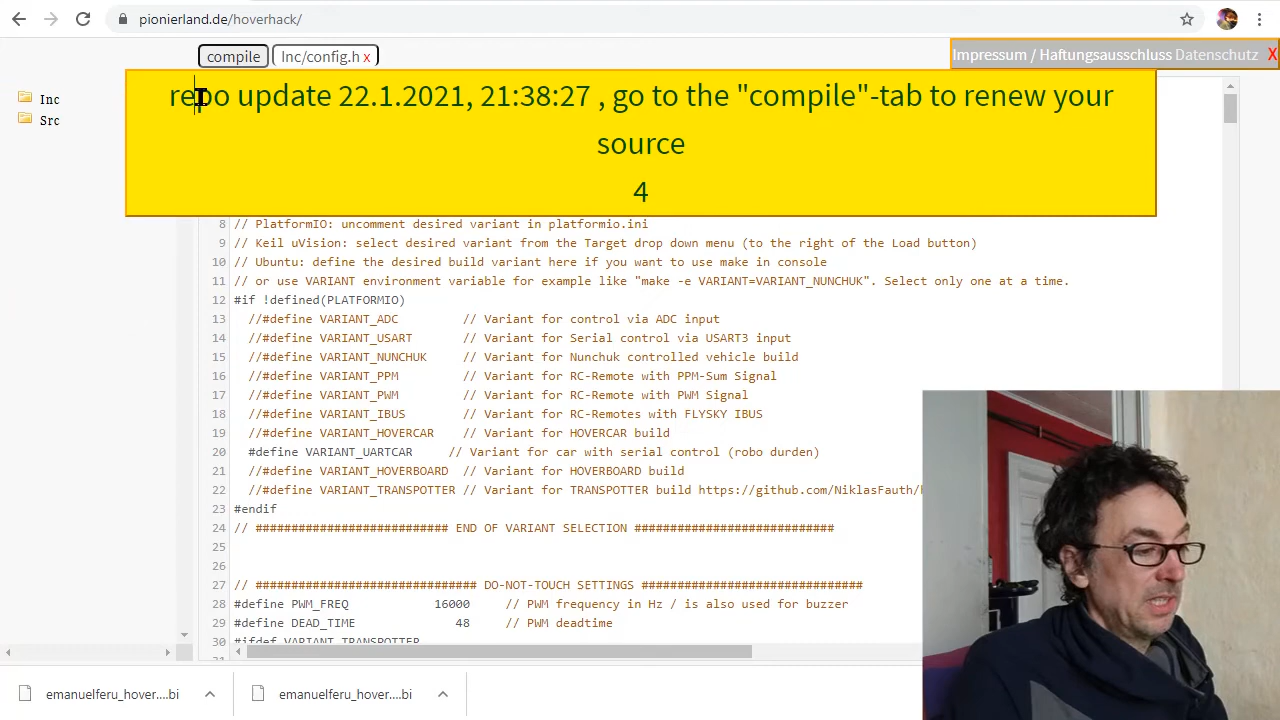 pionierland.de/hoverhack/
compile
Inc/config.h x
Impressum / Haftungsausschluss Datenschutz X
Inc
Src
repo update 22.1.2021, 21:38:27 , go to the "compile"-tab to renew your
source
4
8 // PlatformIO: uncomment desired variant in platformio.ini
9 // Keil uVision: select desired variant from the Target drop down menu (to the right of the Load button)
10 // Ubuntu: define the desired build variant here if you want to use make in console
11 // or use VARIANT environment variable for example like "make -e VARIANT=VARIANT_NUNCHUK". Select only one at a time.
12 #if !defined(PLATFORMIO)
13 //#define VARIANT_ADC // Variant for control via ADC input
14 //#define VARIANT_USART // Variant for Serial control via USART3 input
15 //#define VARIANT_NUNCHUK // Variant for Nunchuk controlled vehicle build
16 //#define VARIANT_PPM // Variant for RC-Remote with PPM-Sum Signal
17 //#define VARIANT_PWM // Variant for RC-Remote with PWM Signal
18 //#define VARIANT_IBUS // Variant for RC-Remotes with FLYSKY IBUS
19 //#define VARIANT_HOVERCAR // Variant for HOVERCAR build
20 #define VARIANT_UARTCAR // Variant for car with serial control (robo durden)
21 //#define VARIANT_HOVERBOARD // Variant for HOVERBOARD build
22 //#define VARIANT_TRANSPOTTER // Variant for TRANSPOTTER build https://github.com/NiklasFauth/
23 #endif
24 // ########################### END OF VARIANT SELECTION ############################
25
26
27 // ############################### DO-NOT-TOUCH SETTINGS ###############################
28 #define PWM_FREQ 16000 // PWM frequency in Hz / is also used for buzzer
29 #define DEAD_TIME 48 // PWM deadtime
30 #ifdef VARIANT_TRANSPOTTER
emanuelferu_hover....bi
emanuelferu_hover....bi